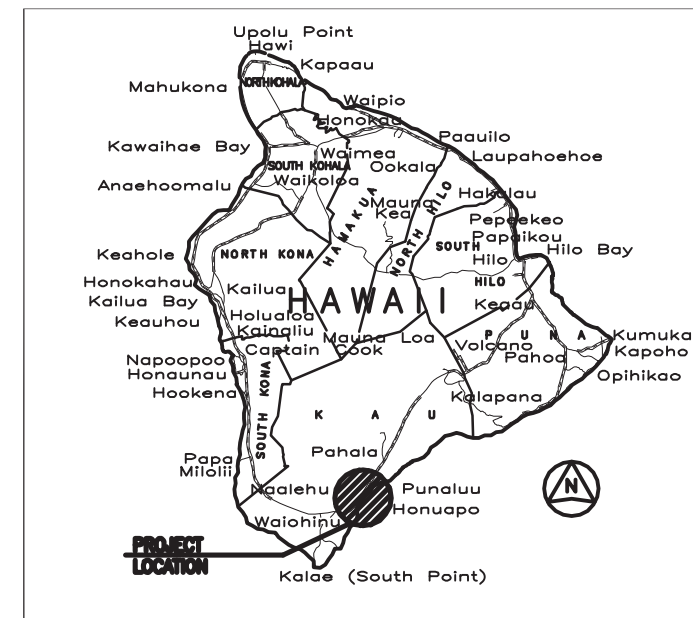 Upolu Point
Hawi
Kapaau
NORTH KOHALA
Mahukona
Waipio
Honokaa
Paauilo
Kawaihae Bay
Waimea
Laupahoehoe
SOUTH KOHALA
Ookala
Waikoloa
Anaehoomalu
HAMAKUA
Mauna
Kea
NORTH HILO
Hakalau
Pepeekeo
Papaikou
Keahole
NORTH KONA
SOUTH
Hilo
Hilo Bay
HILO
Honokahau
Kailua
Kailua Bay
HAWAII
Keaau
Holualoa
Keauhou
Kainaliu
Mauna Loa
PUNA
Kumuka
Captain Cook
Volcano
Pahoa
Kapoho
Napoopoo
Honaunau
Opihikao
Hookena
SOUTH KONA
Kalapana
KAU
Pahala
Papa
Milolii
Naalehu
Punaluu
N
Honuapo
Waiohinu
PROJECT
LOCATION
Kalae (South Point)